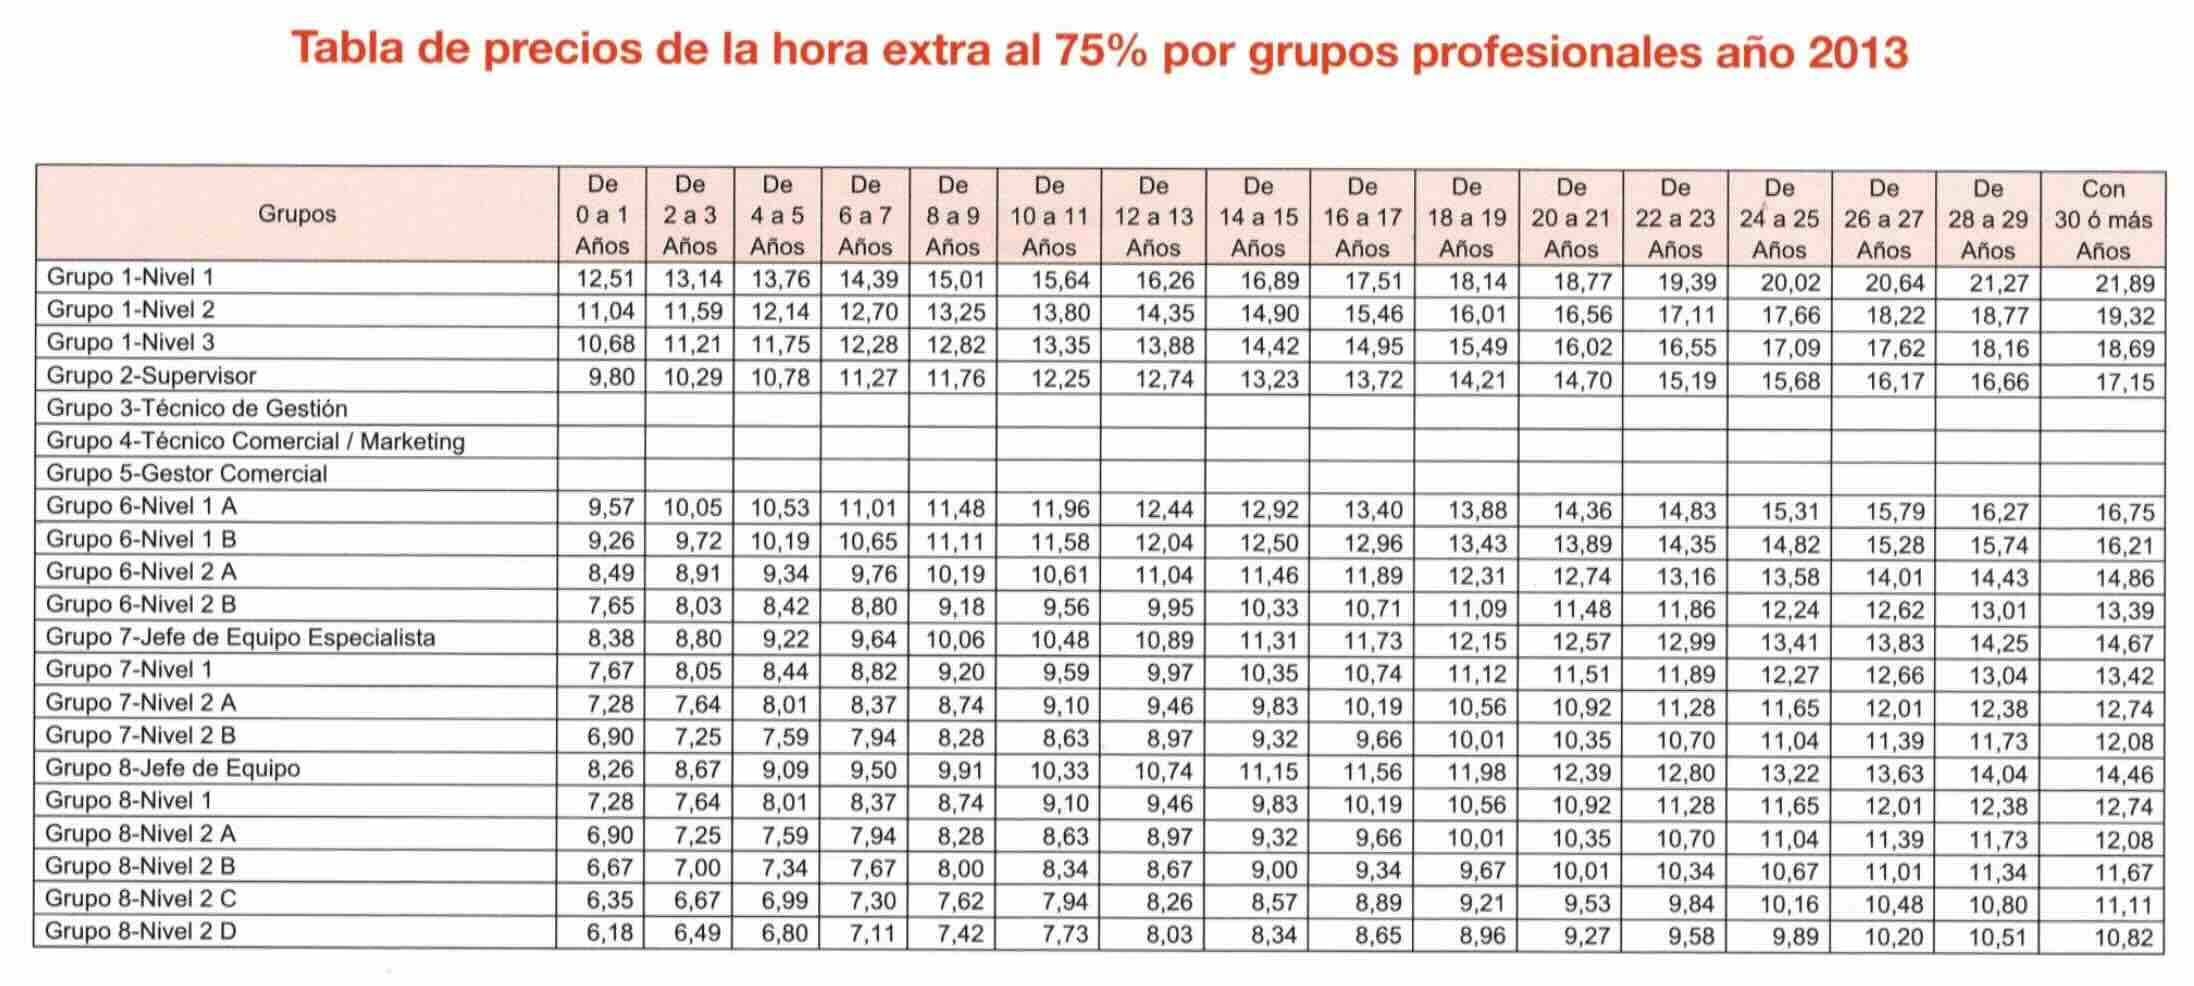 Tabla de precios de la hora extra al 75% por grupos profesionales año 2013
Grupos De 0 a 1 Años De 2 a 3 Años De 4 a 5 Años De 6 a 7 Años De 8 a 9 Años De 10 a 11 Años De 12 a 13 Años De 14 a 15 Años De 16 a 17 Años De 18 a 19 Años De 20 a 21 Años De 22 a 23 Años De 24 a 25 Años De 26 a 27 Años De 28 a 29 Años Con 30 ó más Años
Grupo 1-Nivel 1 12,51 13,14 13,76 14,39 15,01 15,64 16,26 16,89 17,51 18,14 18,77 19,39 20,02 20,64 21,27 21,89
Grupo 1-Nivel 2 11,04 11,59 12,14 12,70 13,25 13,80 14,35 14,90 15,46 16,01 16,56 17,11 17,66 18,22 18,77 19,32
Grupo 1-Nivel 3 10,68 11,21 11,75 12,28 12,82 13,35 13,88 14,42 14,95 15,49 16,02 16,55 17,09 17,62 18,16 18,69
Grupo 2-Supervisor 9,80 10,29 10,78 11,27 11,76 12,25 12,74 13,23 13,72 14,21 14,70 15,19 15,68 16,17 16,66 17,15
Grupo 3-Técnico de Gestión
Grupo 4-Técnico Comercial / Marketing
Grupo 5-Gestor Comercial
Grupo 6-Nivel 1 A 9,57 10,05 10,53 11,01 11,48 11,96 12,44 12,92 13,40 13,88 14,36 14,83 15,31 15,79 16,27 16,75
Grupo 6-Nivel 1 B 9,26 9,72 10,19 10,65 11,11 11,58 12,04 12,50 12,96 13,43 13,89 14,35 14,82 15,28 15,74 16,21
Grupo 6-Nivel 2 A 8,49 8,91 9,34 9,76 10,19 10,61 11,04 11,46 11,89 12,31 12,74 13,16 13,58 14,01 14,43 14,86
Grupo 6-Nivel 2 B 7,65 8,03 8,42 8,80 9,18 9,56 9,95 10,33 10,71 11,09 11,48 11,86 12,24 12,62 13,01 13,39
Grupo 7-Jefe de Equipo Especialista 8,38 8,80 9,22 9,64 10,06 10,48 10,89 11,31 11,73 12,15 12,57 12,99 13,41 13,83 14,25 14,67
Grupo 7-Nivel 1 7,67 8,05 8,44 8,82 9,20 9,59 9,97 10,35 10,74 11,12 11,51 11,89 12,27 12,66 13,04 13,42
Grupo 7-Nivel 2 A 7,28 7,64 8,01 8,37 8,74 9,10 9,46 9,83 10,19 10,56 10,92 11,28 11,65 12,01 12,38 12,74
Grupo 7-Nivel 2 B 6,90 7,25 7,59 7,94 8,28 8,63 8,97 9,32 9,66 10,01 10,35 10,70 11,04 11,39 11,73 12,08
Grupo 8-Jefe de Equipo 8,26 8,67 9,09 9,50 9,91 10,33 10,74 11,15 11,56 11,98 12,39 12,80 13,22 13,63 14,04 14,46
Grupo 8-Nivel 1 7,28 7,64 8,01 8,37 8,74 9,10 9,46 9,83 10,19 10,56 10,92 11,28 11,65 12,01 12,38 12,74
Grupo 8-Nivel 2 A 6,90 7,25 7,59 7,94 8,28 8,63 8,97 9,32 9,66 10,01 10,35 10,70 11,04 11,39 11,73 12,08
Grupo 8-Nivel 2 B 6,67 7,00 7,34 7,67 8,00 8,34 8,67 9,00 9,34 9,67 10,01 10,34 10,67 11,01 11,34 11,67
Grupo 8-Nivel 2 C 6,35 6,67 6,99 7,30 7,62 7,94 8,26 8,57 8,89 9,21 9,53 9,84 10,16 10,48 10,80 11,11
Grupo 8-Nivel 2 D 6,18 6,49 6,80 7,11 7,42 7,73 8,03 8,34 8,65 8,96 9,27 9,58 9,89 10,20 10,51 10,82